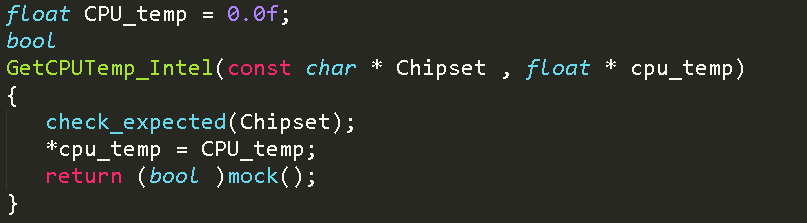 float CPU_temp = 0.0f;
bool
GetCPUTemp_Intel(const char * Chipset , float * cpu_temp)
{
check_expected(Chipset);
*cpu_temp = CPU_temp;
return (bool )mock();
}